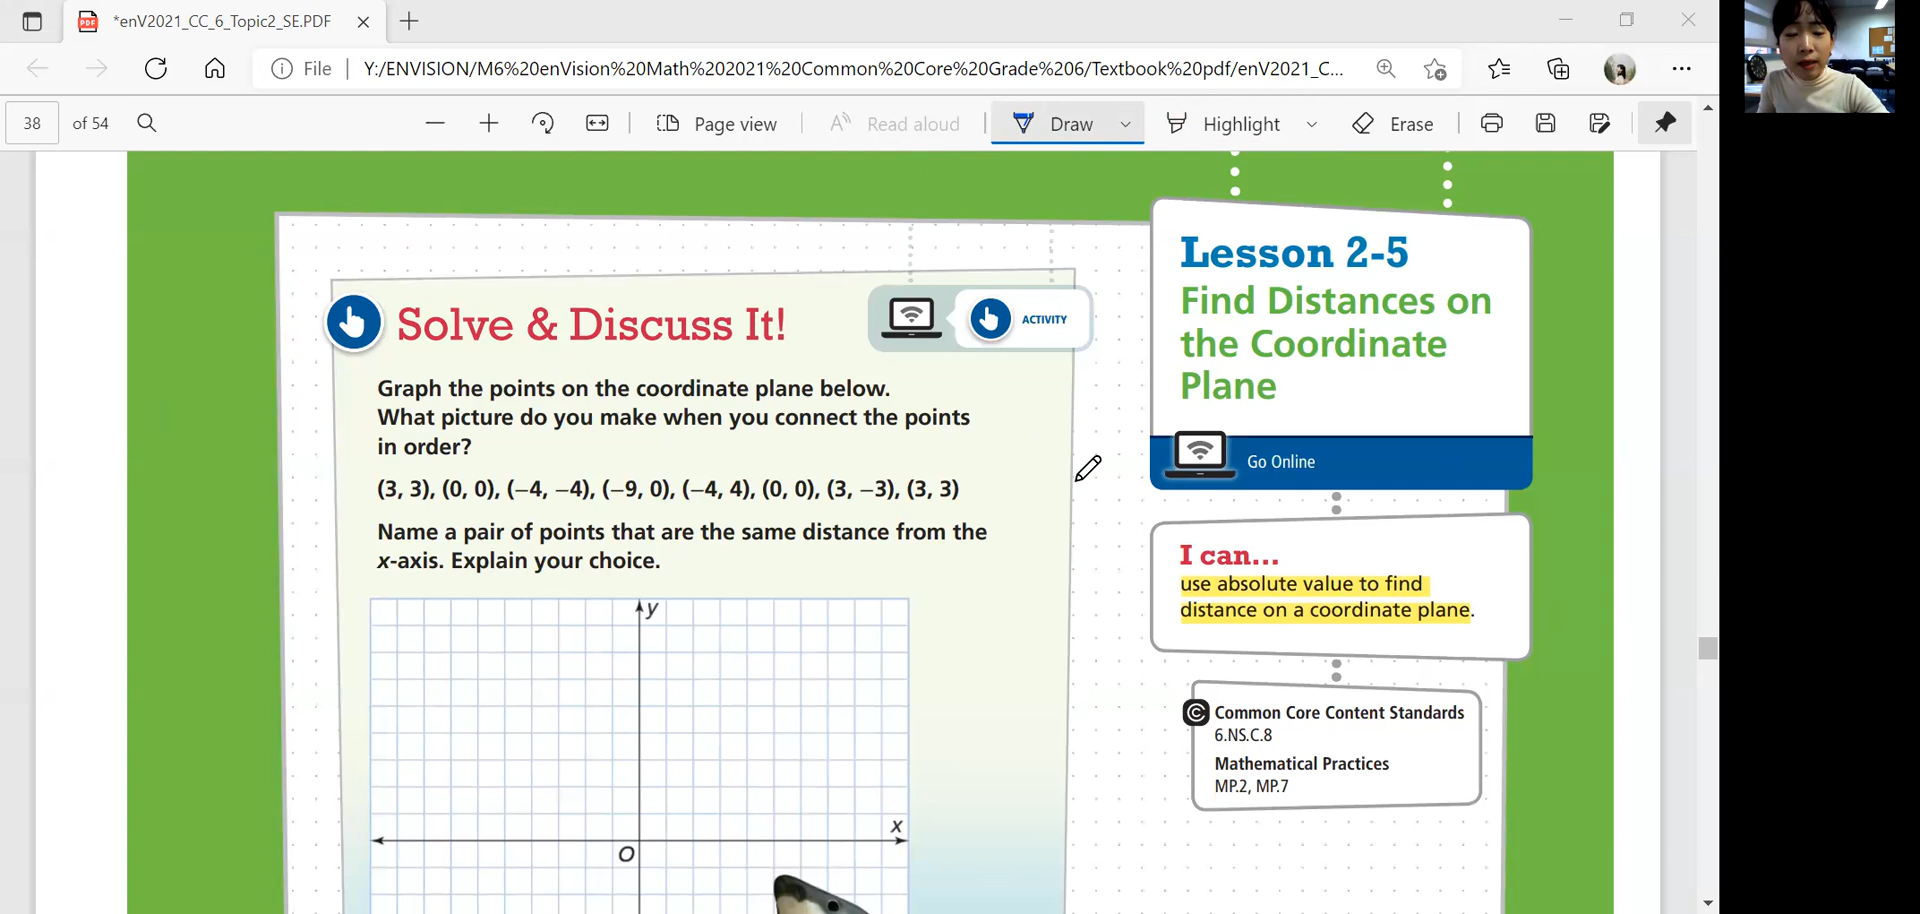 *enV2021_CC_6_Topic2_SE.PDF
File
Y:/ENVISION/M6%20enVision%20Math%202021%20Common%20Core%20Grade%206/Textbook%20pdf/enV2021_C...
38 of 54
Page view
Read aloud
Draw
Highlight
Erase
Solve & Discuss It!
ACTIVITY
Graph the points on the coordinate plane below.
What picture do you make when you connect the points
in order?
(3, 3), (0, 0), (−4, −4), (−9, 0), (−4, 4), (0, 0), (3, −3), (3, 3)
Name a pair of points that are the same distance from the
x-axis. Explain your choice.
y
x
O
Lesson 2-5
Find Distances on
the Coordinate
Plane
Go Online
I can...
use absolute value to find
distance on a coordinate plane.
Common Core Content Standards
6.NS.C.8
Mathematical Practices
MP.2, MP.7